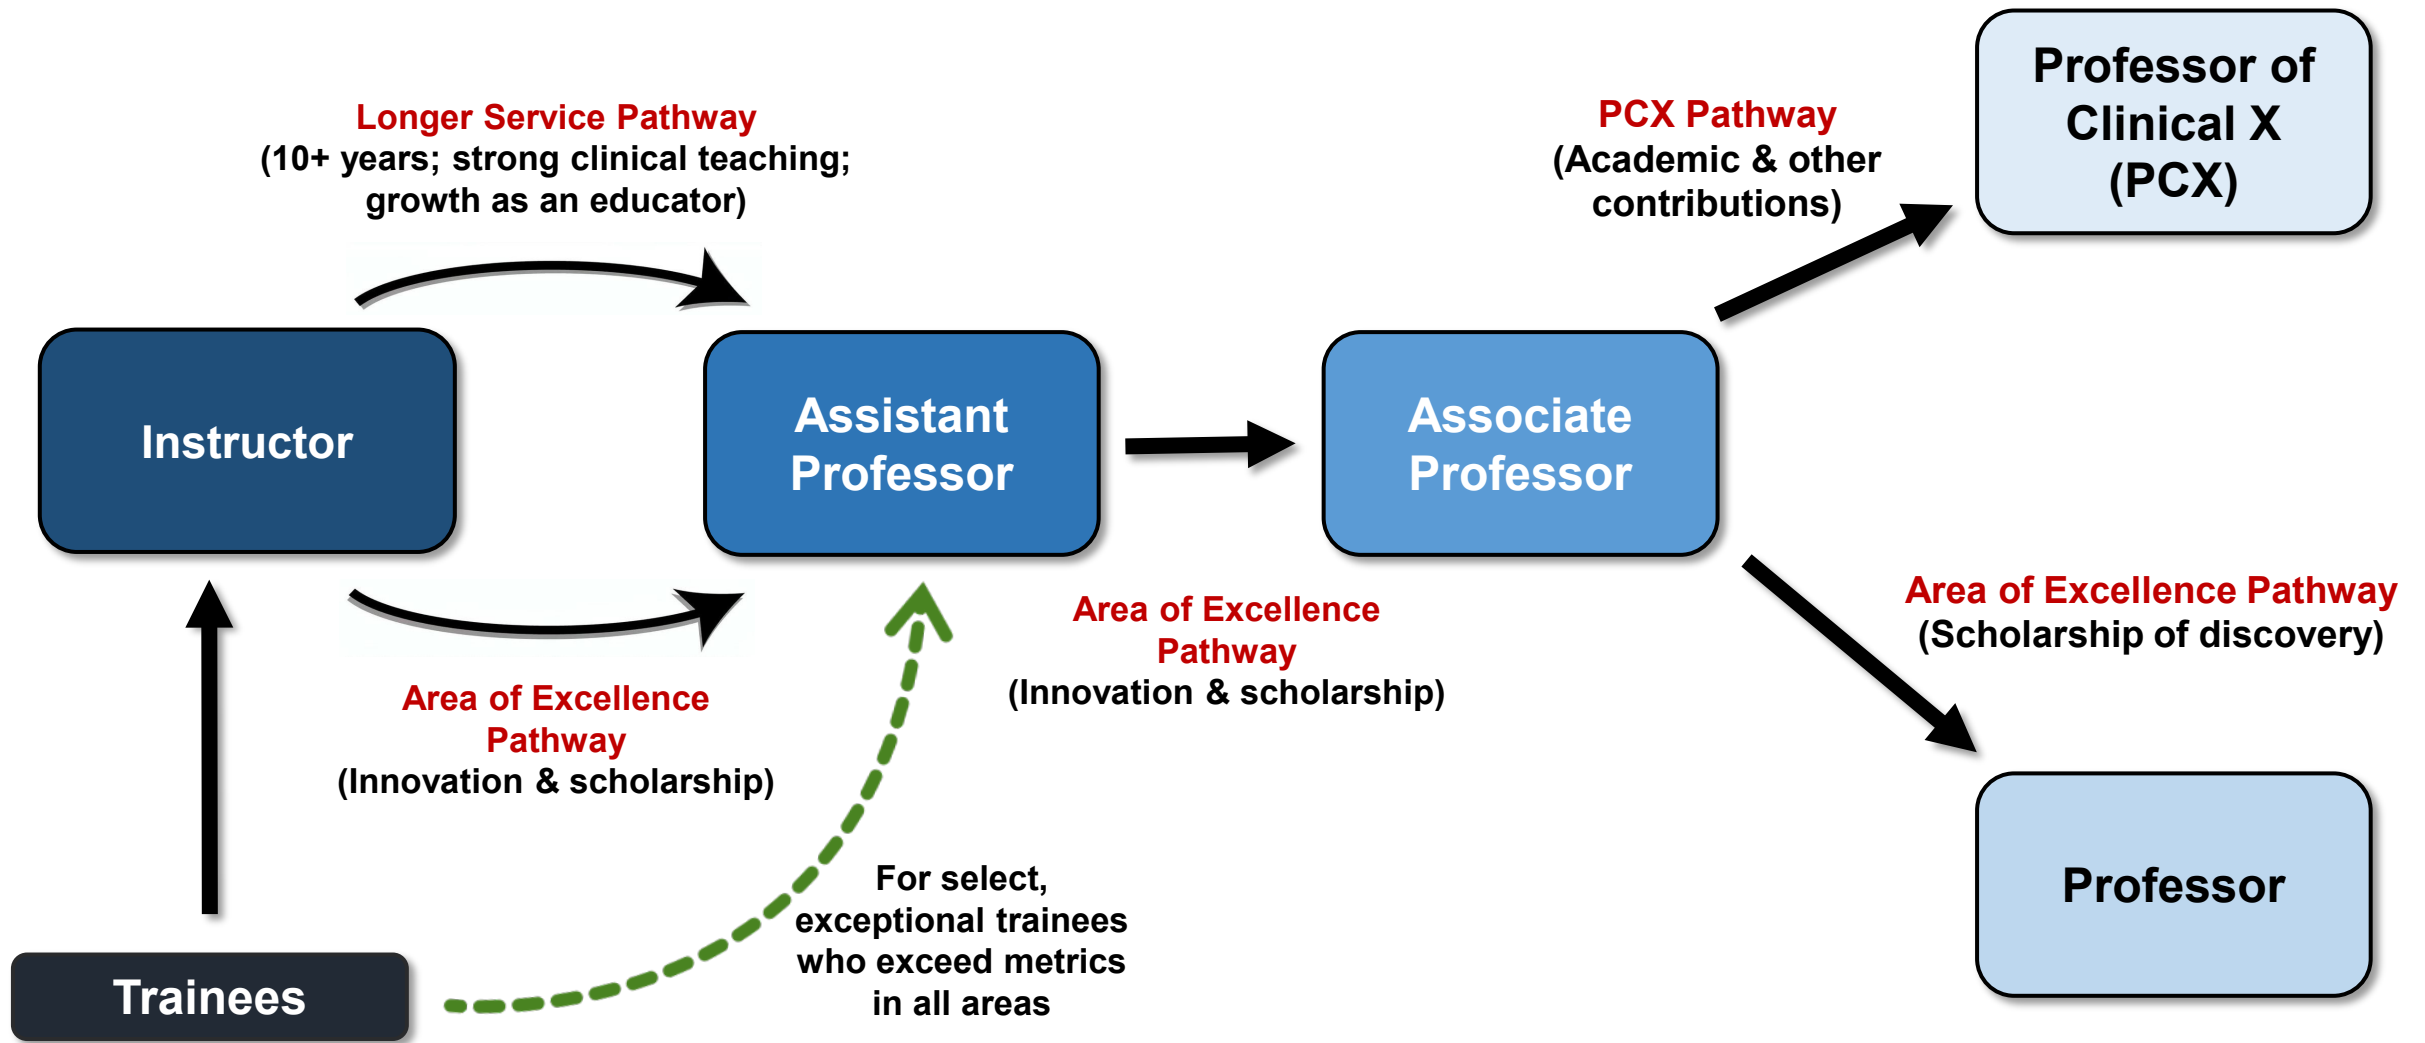 Longer Service Pathway
(10+ years; strong clinical teaching;
growth as an educator)
PCX Pathway
(Academic & other
contributions)
Professor of
Clinical X
(PCX)
Instructor
Assistant
Professor
Associate
Professor
Area of Excellence
Pathway
(Innovation & scholarship)
Area of Excellence
Pathway
(Innovation & scholarship)
Area of Excellence Pathway
(Scholarship of discovery)
For select,
exceptional trainees
who exceed metrics
in all areas
Professor
Trainees